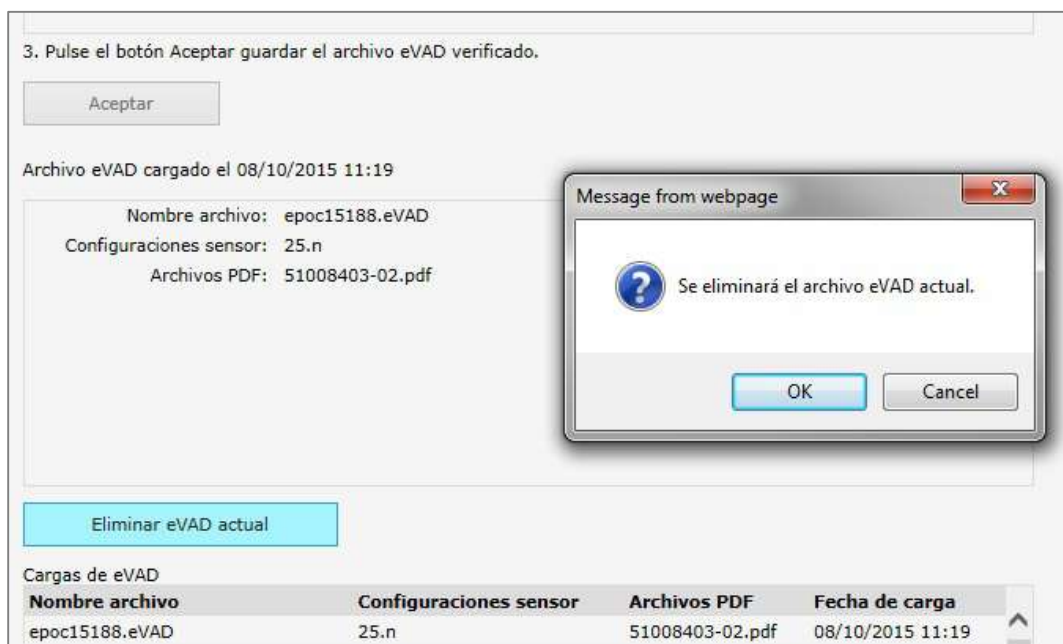 3. Pulse el botón Aceptar guardar el archivo eVAD verificado.
Aceptar
Archivo eVAD cargado el 08/10/2015 11:19
Nombre archivo: epoc15188.eVAD
Configuraciones sensor: 25.n
Archivos PDF: 51008403-02.pdf
Message from webpage
Se eliminará el archivo eVAD actual.
OK Cancel
Eliminar eVAD actual
Cargas de eVAD
Nombre archivo Configuraciones sensor Archivos PDF Fecha de carga
epoc15188.eVAD 25.n 51008403-02.pdf 08/10/2015 11:19